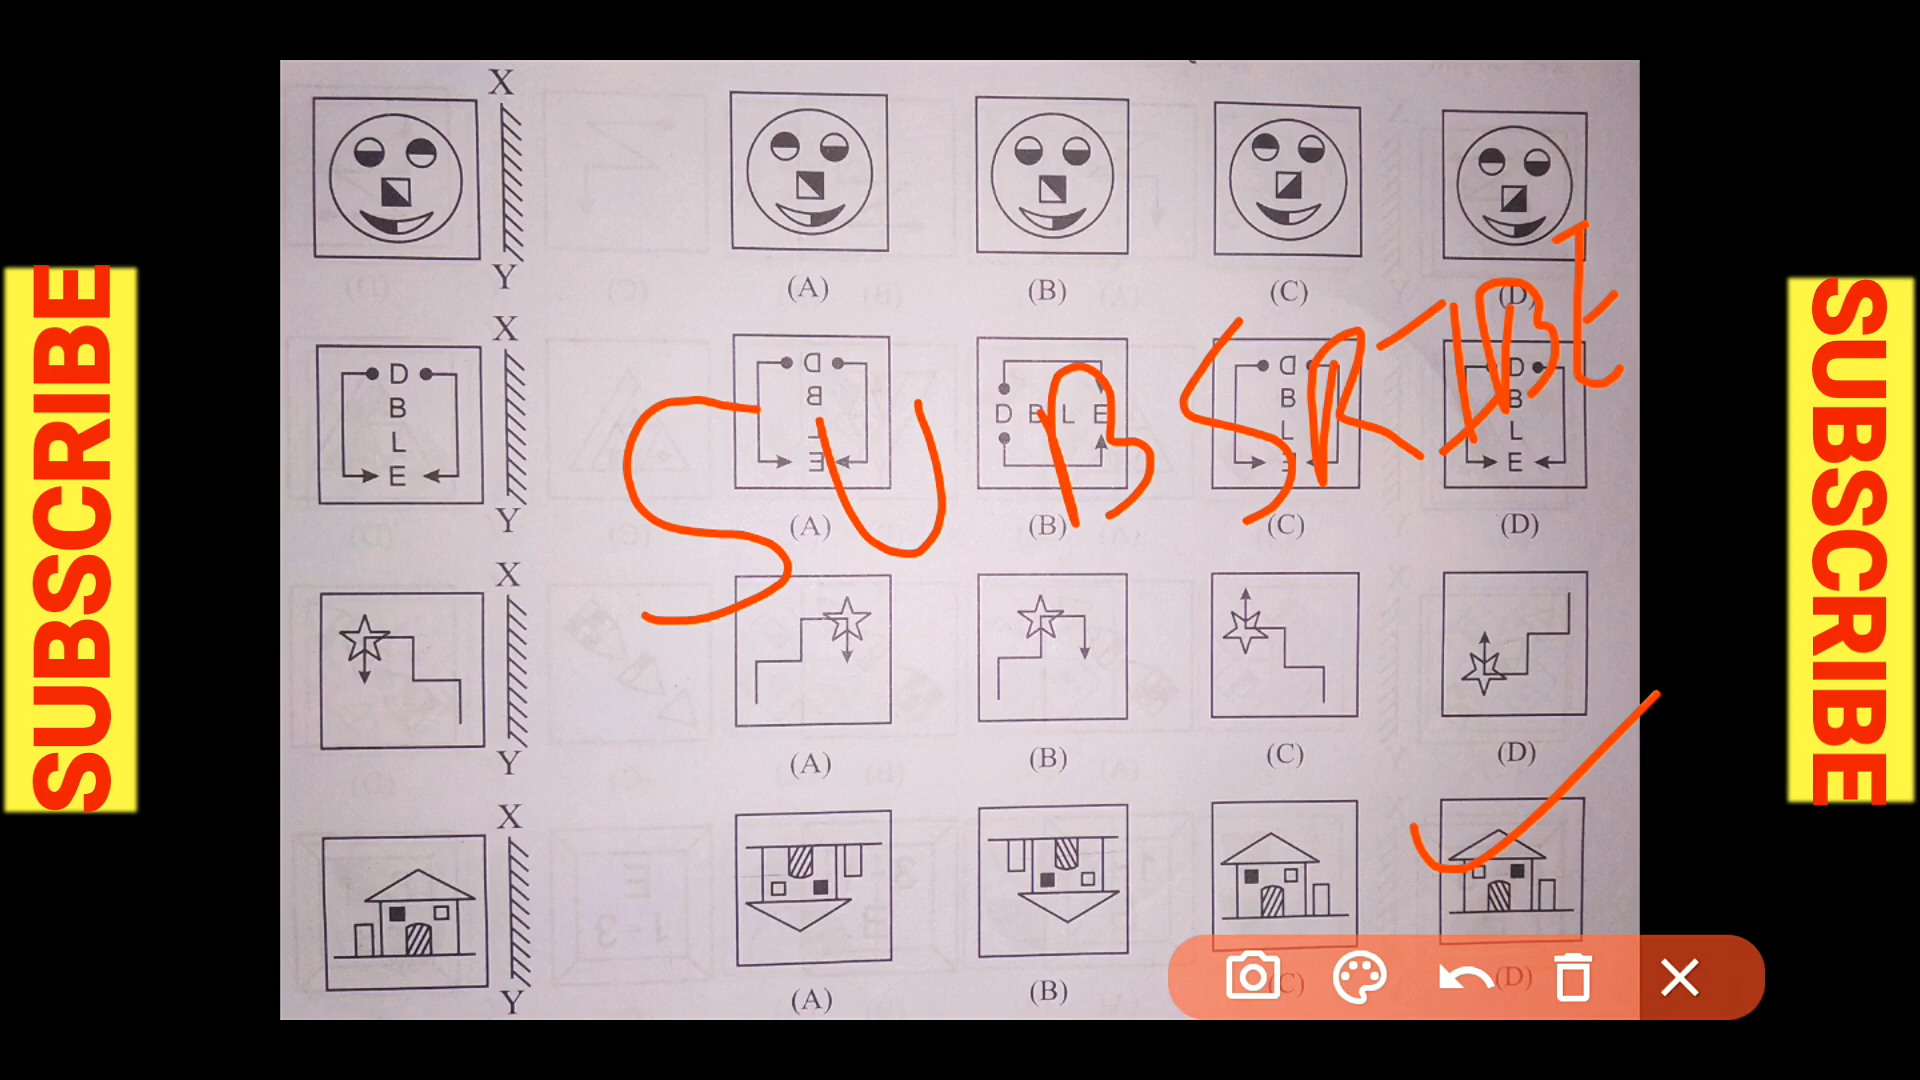 SUBSCRIBE
X
Y
(A)
(B)
(C)
(D)
X
D
B
L
E
Y
D B L E
D
B
L
E
(A)
(B)
(C)
(D)
SUBSRIBE
X
Y
(A)
(B)
(C)
(D)
X
Y
(A)
(B)
(C)
(D)
SUBSCRIBE